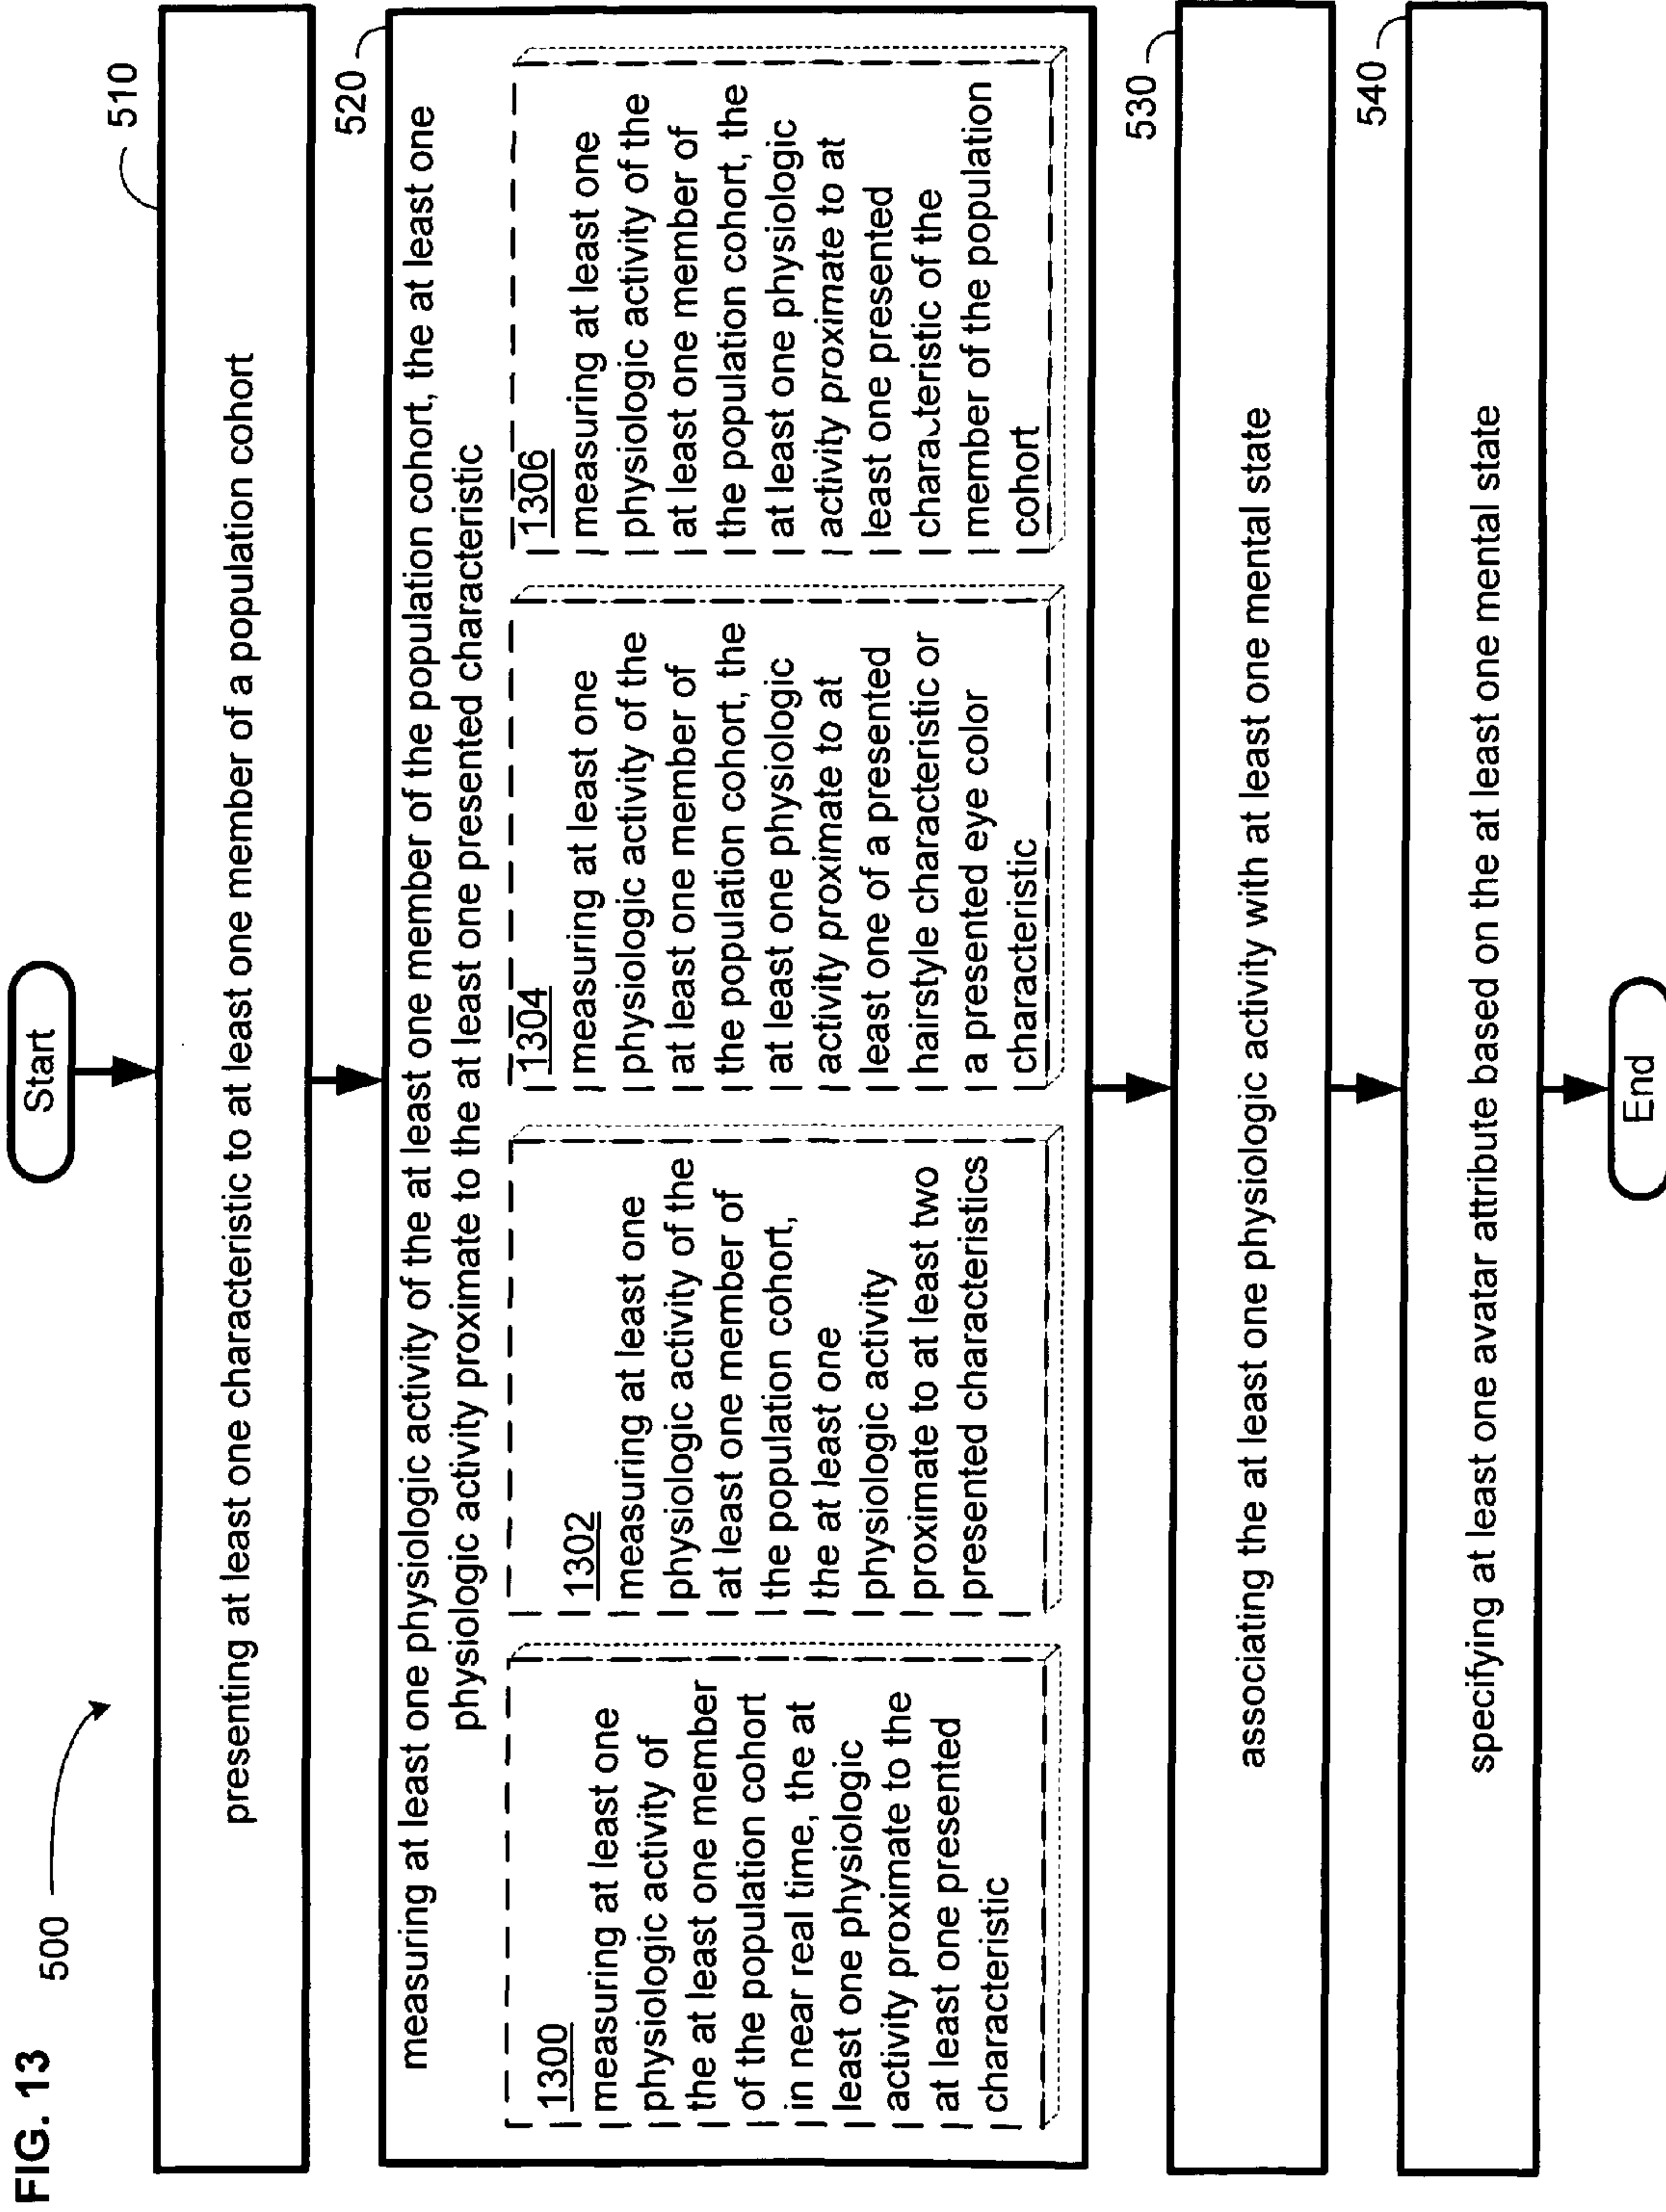 FIG. 13
500
Start
510
presenting at least one characteristic to at least one member of a population cohort
520
measuring at least one physiologic activity of the at least one member of the population cohort, the at least one
physiologic activity proximate to the at least one presented characteristic
1300
measuring at least one
physiologic activity of
the at least one member
of the population cohort
in near real time, the at
least one physiologic
activity proximate to the
at least one presented
characteristic
1302
measuring at least one
physiologic activity of the
at least one member of
the population cohort,
the at least one
physiologic activity
proximate to at least two
presented characteristics
1304
measuring at least one
physiologic activity of the
at least one member of
the population cohort, the
at least one physiologic
activity proximate to at
least one of a presented
hairstyle characteristic or
a presented eye color
characteristic
1306
measuring at least one
physiologic activity of the
at least one member of
the population cohort, the
at least one physiologic
activity proximate to at
least one presented
characteristic of the
member of the population
cohort
530
associating the at least one physiologic activity with at least one mental state
540
specifying at least one avatar attribute based on the at least one mental state
End